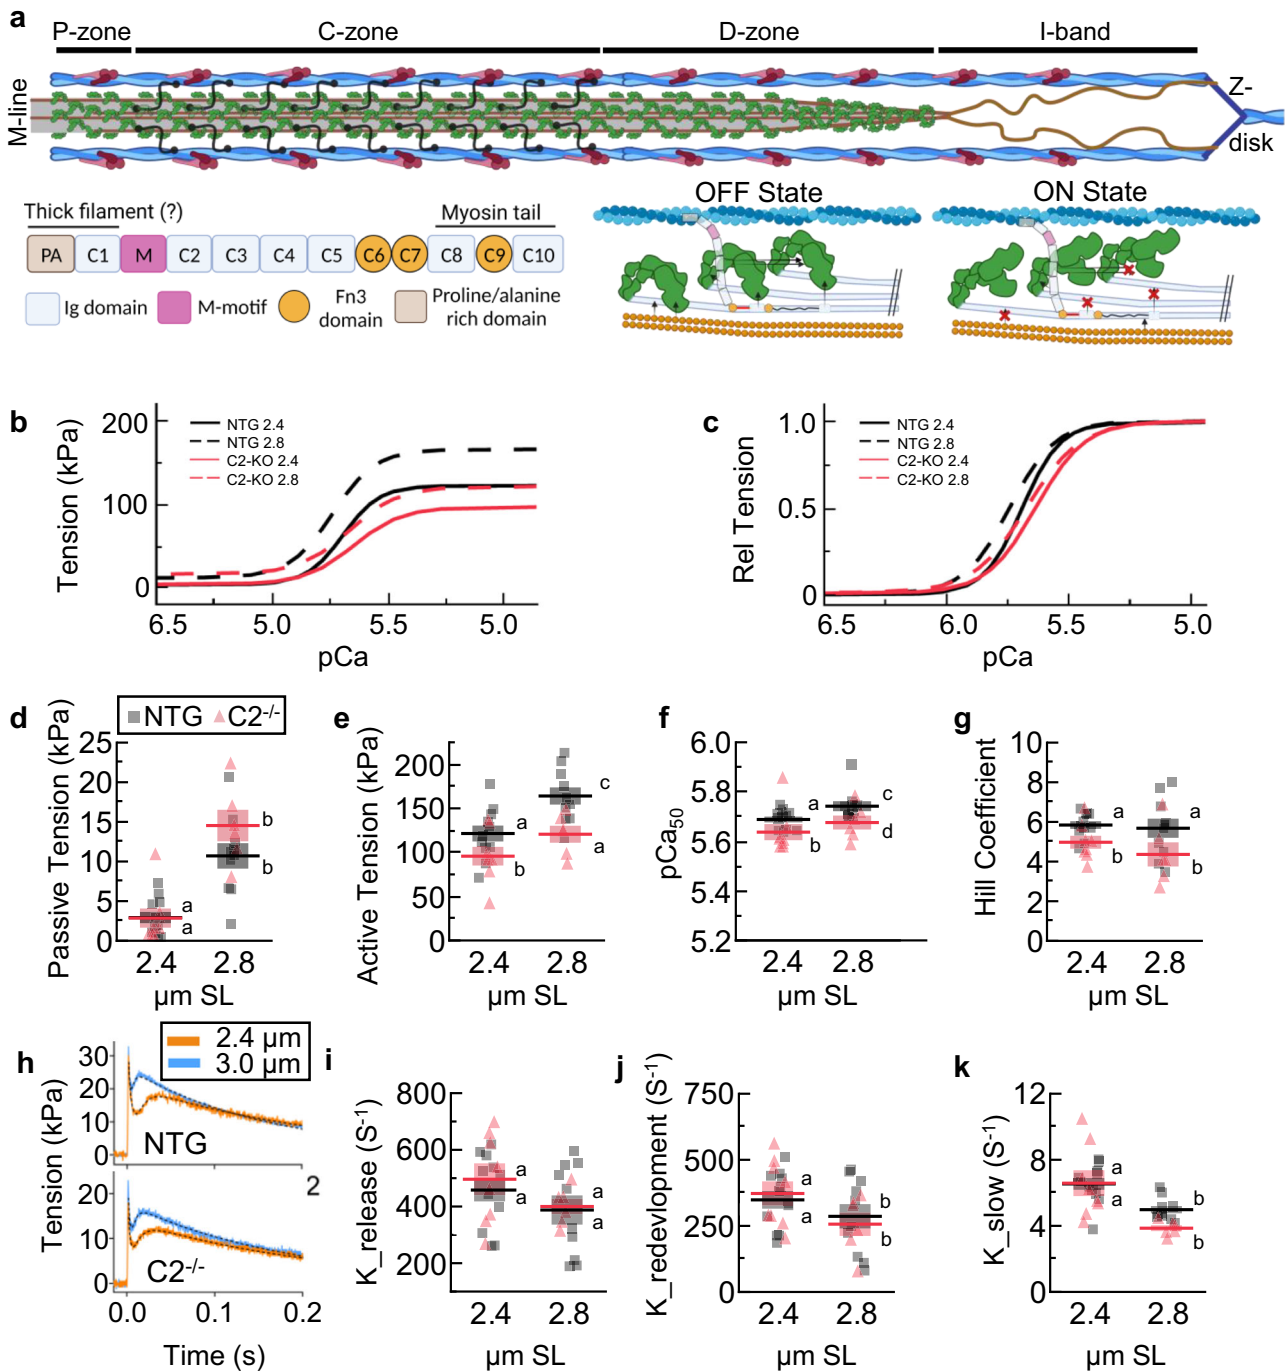 a
P-zone
C-zone
D-zone
I-band
M-line
Z-
disk
Thick filament (?)
Myosin tail
PA
C1
M
C2
C3
C4
C5
C6
C7
C8
C9
C10
Ig domain
M-motif
Fn3
domain
Proline/alanine
rich domain
OFF State
ON State
b
Tension (kPa)
200
100
0
NTG 2.4
NTG 2.8
C2-KO 2.4
C2-KO 2.8
6.5
5.0
5.5
5.0
pCa
c
Rel Tension
1.0
0.5
0
NTG 2.4
NTG 2.8
C2-KO 2.4
C2-KO 2.8
6.5
6.0
5.5
5.0
pCa
d
NTG
C2-/-
Passive Tension (kPa)
25
20
15
10
5
0
a
a
b
b
2.4
2.8
µm SL
e
Active Tension (kPa)
200
150
100
50
0
a
b
c
a
2.4
2.8
µm SL
f
pCa50
6.0
5.8
5.6
5.4
5.2
a
b
c
d
2.4
2.8
µm SL
g
Hill Coefficient
10
8
6
4
2
0
a
b
a
b
2.4
2.8
µm SL
h
2.4 µm
3.0 µm
Tension (kPa)
30
20
10
0
NTG
2
20
10
0
C2-/-
0.0
0.1
0.2
Time (s)
i
K_release (S-1)
800
600
400
200
a
a
a
a
2.4
2.8
µm SL
j
K_redevlopment (S-1)
750
500
250
0
a
a
b
b
2.4
2.8
µm SL
k
K_slow (S-1)
12
8
4
0
a
a
b
b
2.4
2.8
µm SL